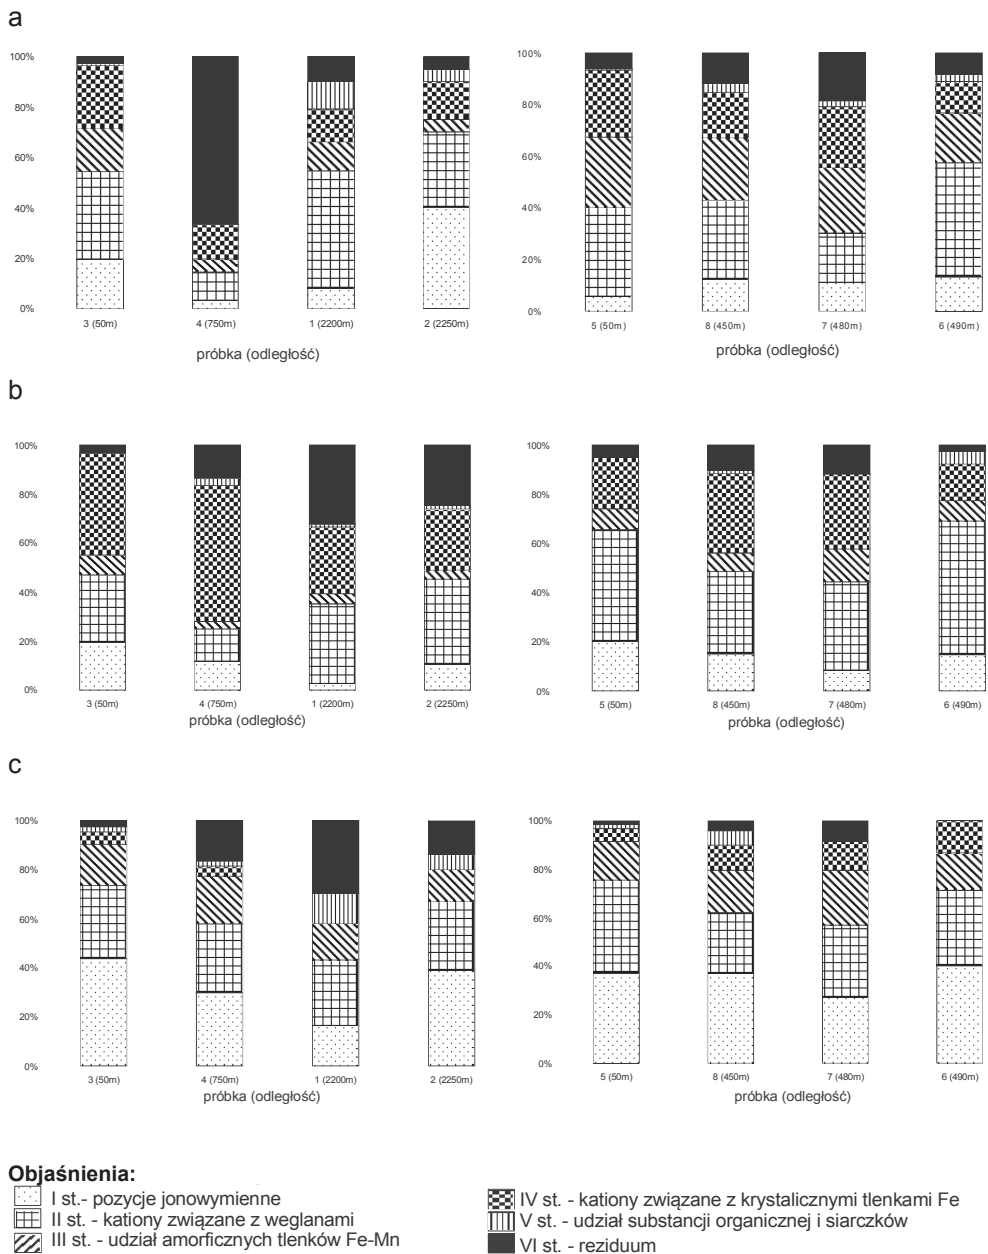 a
100%
80%
60%
40%
20%
0%
3 (50m) 4 (750m) 1 (2200m) 2 (2250m)
próbka (odległość)
100%
80%
60%
40%
20%
0%
5 (50m) 8 (450m) 7 (480m) 6 (490m)
próbka (odległość)
b
100%
80%
60%
40%
20%
0%
3 (50m) 4 (750m) 1 (2200m) 2 (2250m)
próbka (odległość)
100%
80%
60%
40%
20%
0%
5 (50m) 8 (450m) 7 (480m) 6 (490m)
próbka (odległość)
c
100%
80%
60%
40%
20%
0%
3 (50m) 4 (750m) 1 (2200m) 2 (2250m)
próbka (odległość)
100%
80%
60%
40%
20%
0%
5 (50m) 8 (450m) 7 (480m) 6 (490m)
próbka (odległość)
Objaśnienia:
I st.- pozycje jonowymienne
II st. - kationy związane z weglanami
III st. - udział amorficznych tlenków Fe-Mn
IV st. - kationy związane z krystalicznymi tlenkami Fe
V st. - udział substancji organicznej i siarczków
VI st. - reziduum